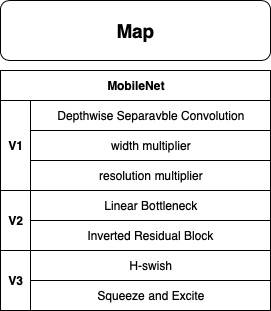 Map
MobileNet
V1
Depthwise Separavble Convolution
width multiplier
resolution multiplier
V2
Linear Bottleneck
Inverted Residual Block
V3
H-swish
Squeeze and Excite